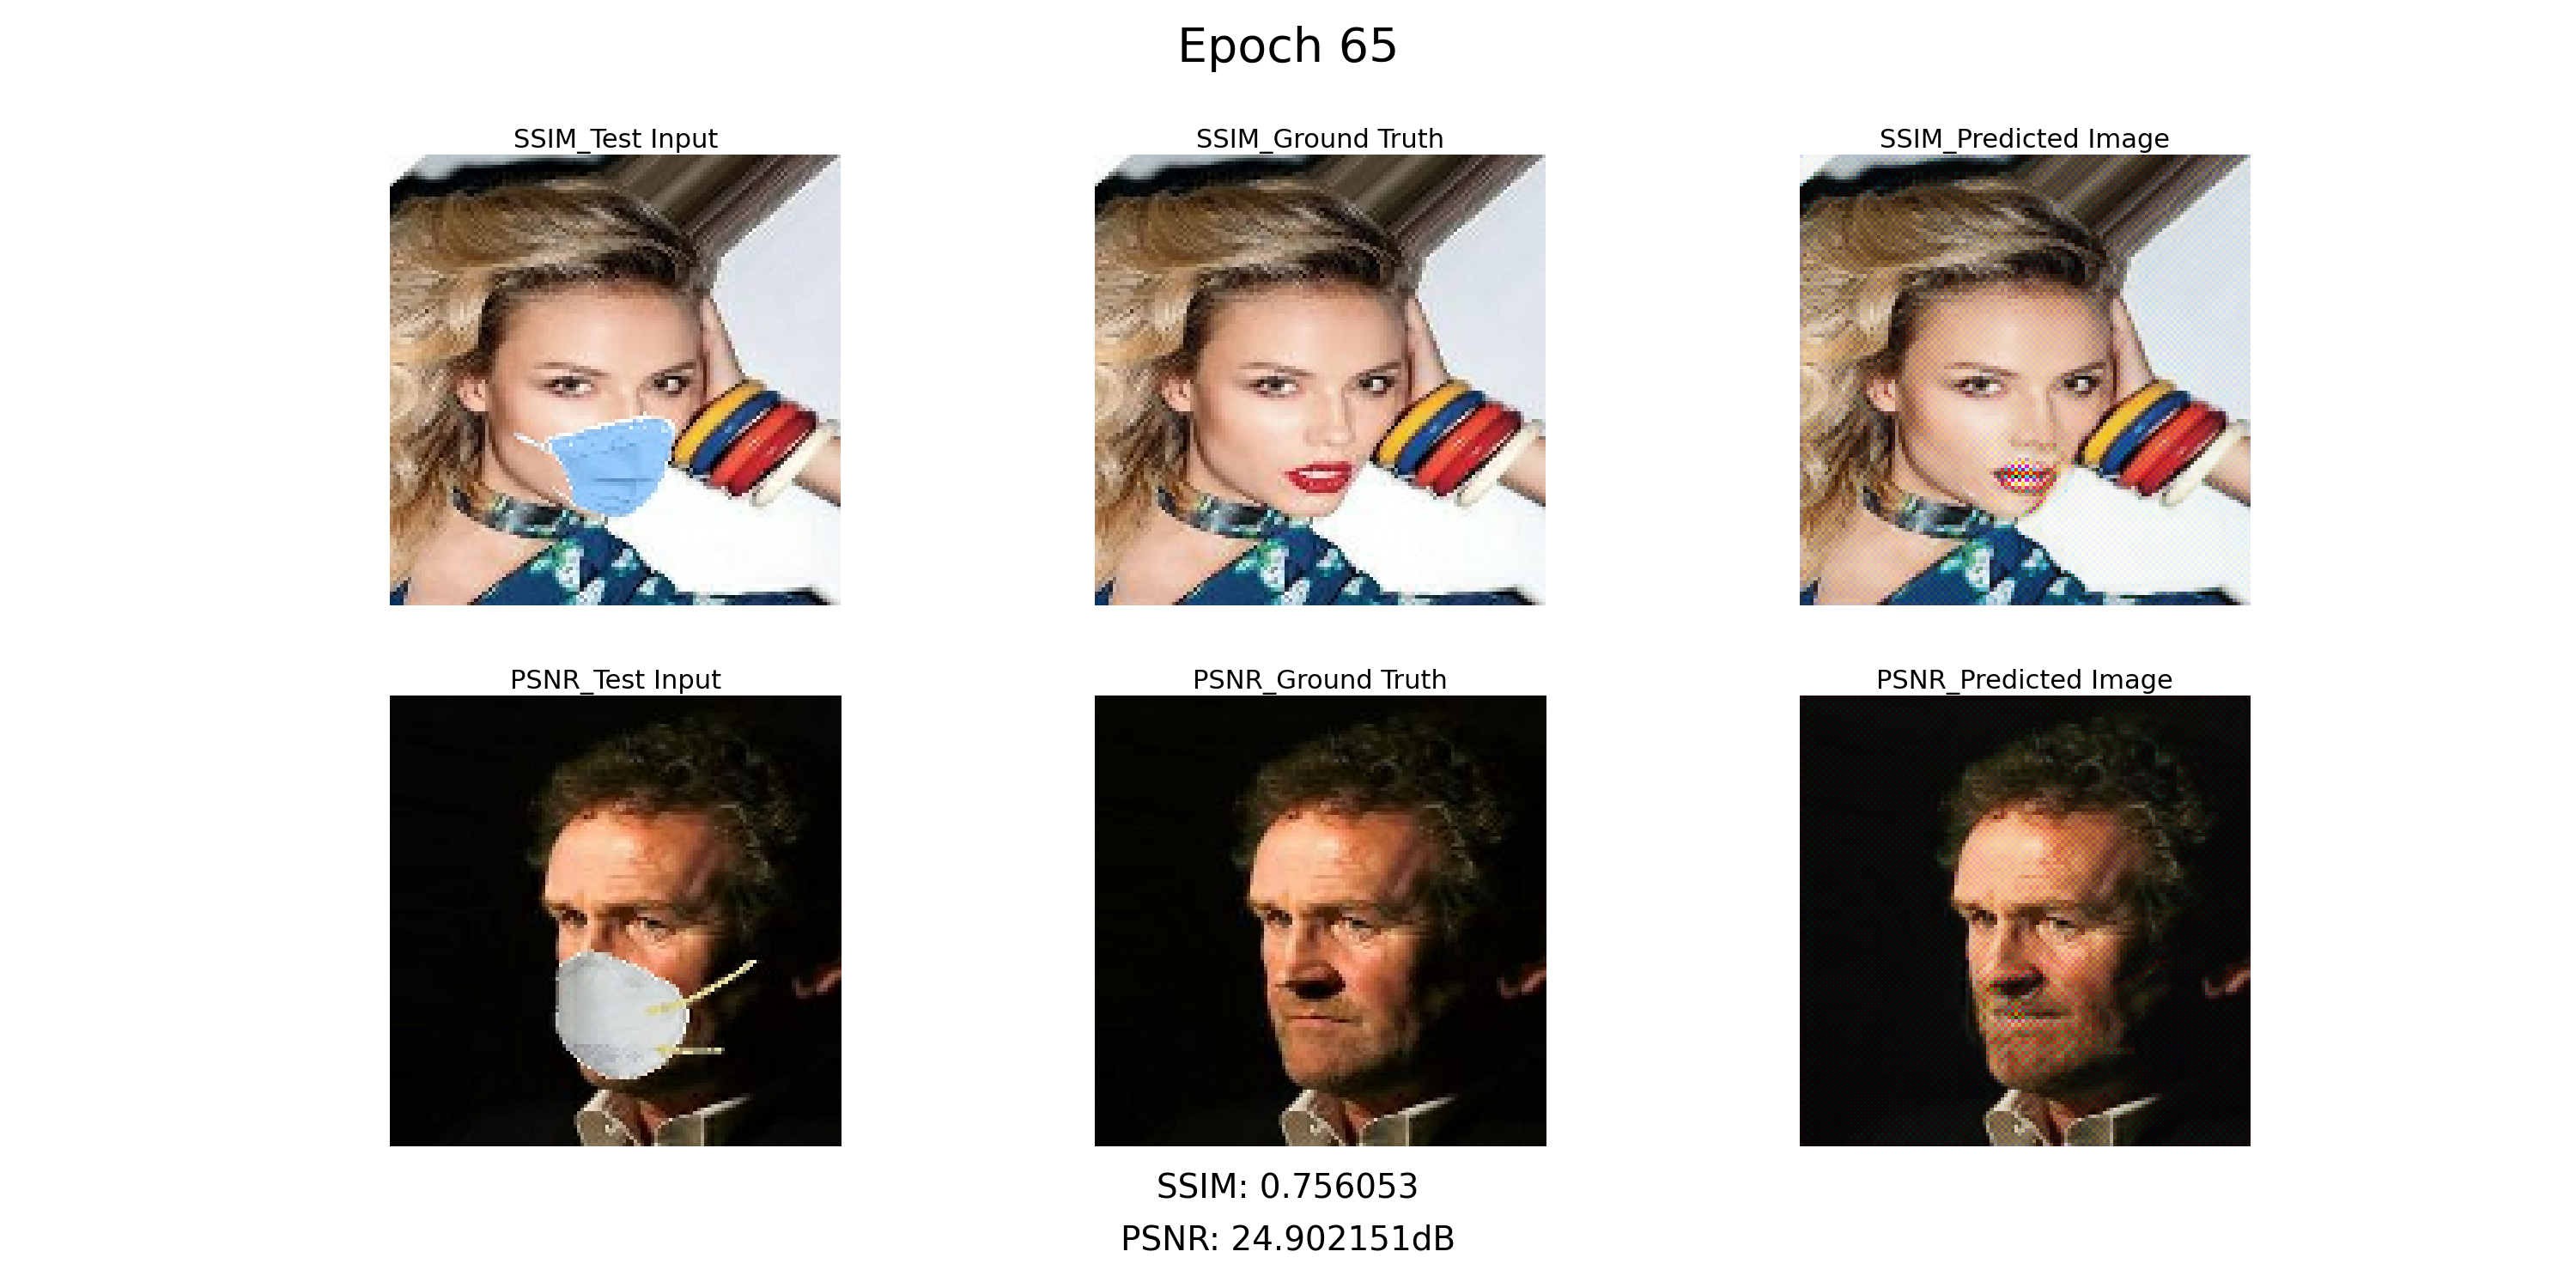 Epoch 65
SSIM_Test Input
SSIM_Ground Truth
SSIM_Predicted Image
PSNR_Test Input
PSNR_Ground Truth
PSNR_Predicted Image
SSIM: 0.756053
PSNR: 24.902151dB